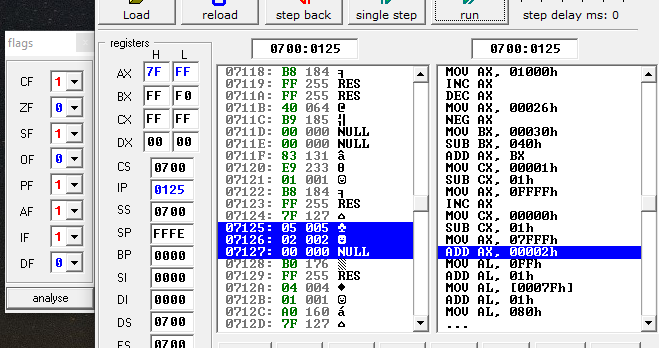 Load reload step back single step run step delay ms: 0
flags
CF 1
ZF 0
SF 1
OF 0
PF 1
AF 1
IF 1
DF 0
analyse
registers
H L
AX 7F FF
BX FF F0
CX FF FF
DX 00 00
CS 0700
IP 0125
SS 0700
SP FFFE
BP 0000
SI 0000
DI 0000
DS 0700
ES
0700:0125
07118: B8 184 ╕
07119: FF 255 RES
0711A: FF 255 RES
0711B: 40 064 @
0711C: B9 185 ╣
0711D: 00 000 NULL
0711E: 00 000 NULL
0711F: 83 131 â
07120: E9 233 θ
07121: 01 001 ☺
07122: B8 184 ╕
07123: FF 255 RES
07124: 7F 127 ⌂
07125: 05 005 ♣
07126: 02 002 ☻
07127: 00 000 NULL
07128: B0 176 ░
07129: FF 255 RES
0712A: 04 004 ♦
0712B: 01 001 ☺
0712C: A0 160 á
0712D: 7F 127 ⌂
0700:0125
MOV AX, 01000h
INC AX
DEC AX
MOV AX, 00026h
NEG AX
MOV BX, 00030h
SUB BX, 040h
ADD AX, BX
MOV CX, 00001h
SUB CX, 01h
MOV AX, 0FFFFh
INC AX
MOV CX, 00000h
SUB CX, 01h
MOV AX, 07FFFh
ADD AX, 00002h
MOV AL, 0FFh
ADD AL, 01h
MOV AL, [0007Fh]
ADD AL, 01h
MOV AL, 080h
...